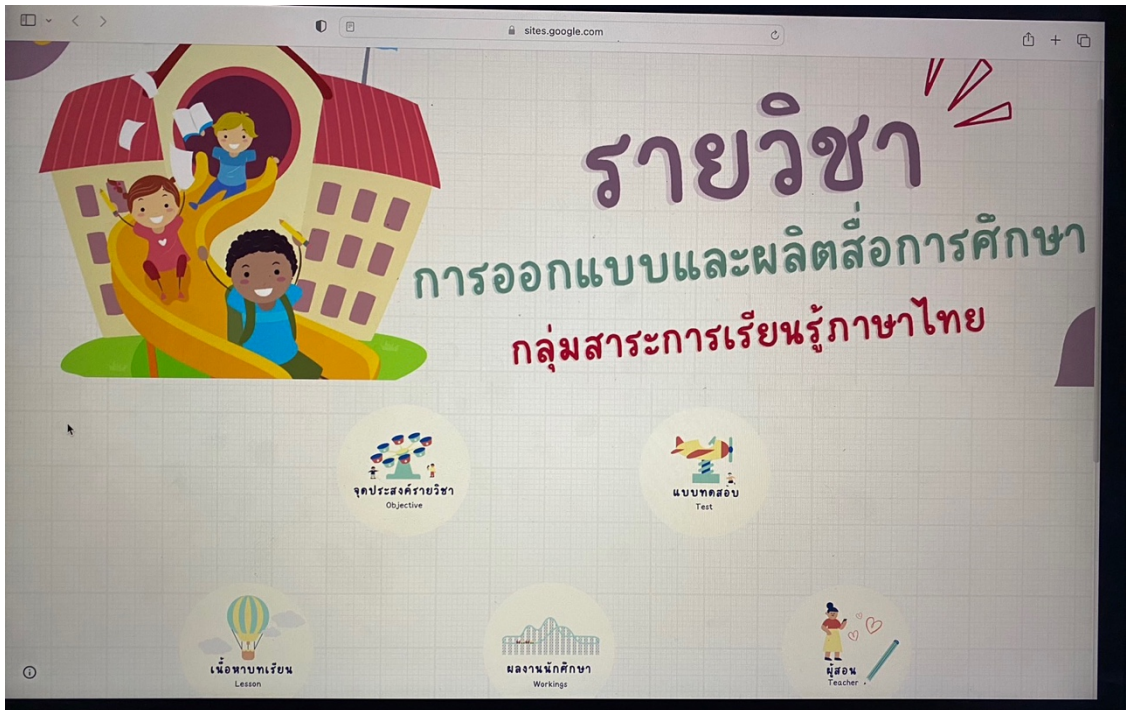 sites.google.com
รายวิชา
การออกแบบและผลิตสื่อการศึกษา
กลุ่มสาระการเรียนรู้ภาษาไทย
จุดประสงค์รายวิชา
Objective
แบบทดสอบ
Test
เนื้อหาบทเรียน
Lesson
ผลงานนักศึกษา
Workings
ผู้สอน
Teacher